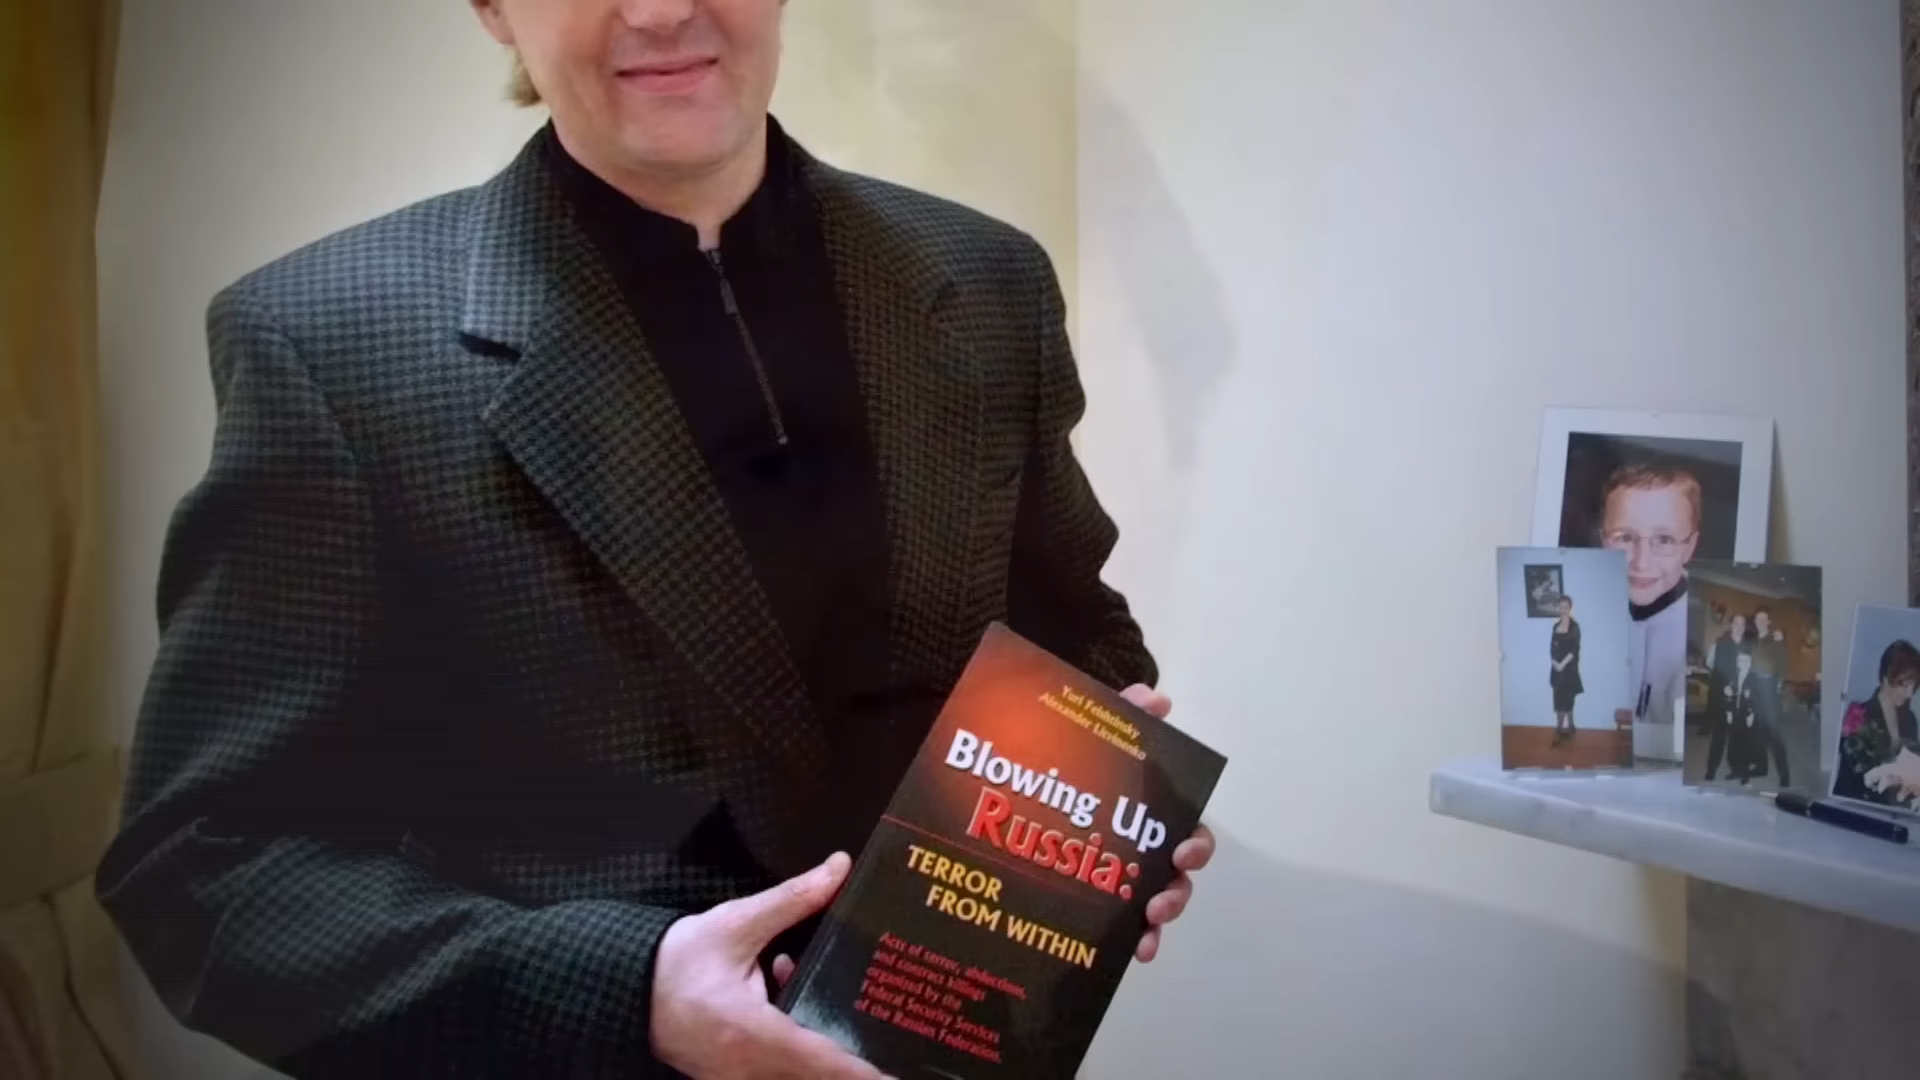 Yuri Felshtinsky
Alexander Litvinenko
Blowing Up
Russia:
TERROR
FROM WITHIN
Acts of terror, abductions,
and contract killings
organized by the
Federal Security Services
of the Russian Federation.